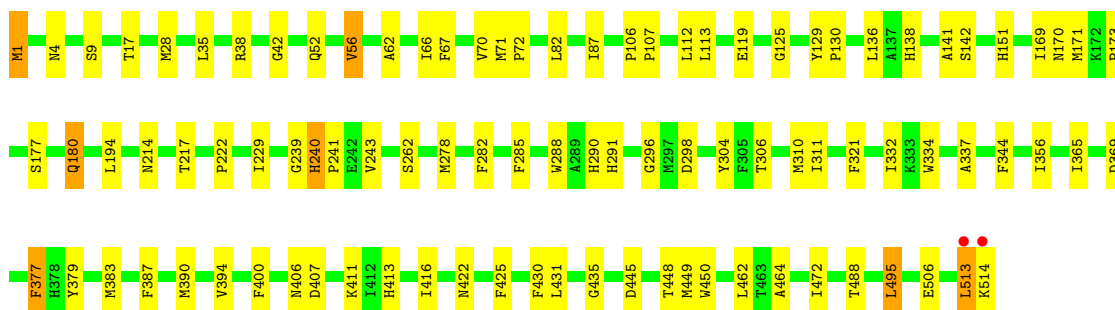 M1 N4 S9 T17 M28 L35 R38 G42 Q52 V56 A62 I66 F67 V70 M71 P72 L82 I87 P106 P107 L112 L113 E119 G125 Y129 P130 L136 A137 H138 A141 S142 H151 I169 N170 M171 K172 P173
S177 Q180 L194 N214 T217 P222 I229 G239 H240 P241 E242 V243 S262 M278 F282 F285 W288 A289 H290 H291 G296 M297 D298 Y304 F305 T306 M310 I311 F321 I332 K333 W334 A337 F344 I356 I365 D369
F377 H378 Y379 M383 F387 M390 V394 F400 N406 D407 K411 I412 H413 I416 N422 F425 F430 L431 G435 D445 T448 M449 W450 L462 T463 A464 I472 T488 L495 E506 L513 K514